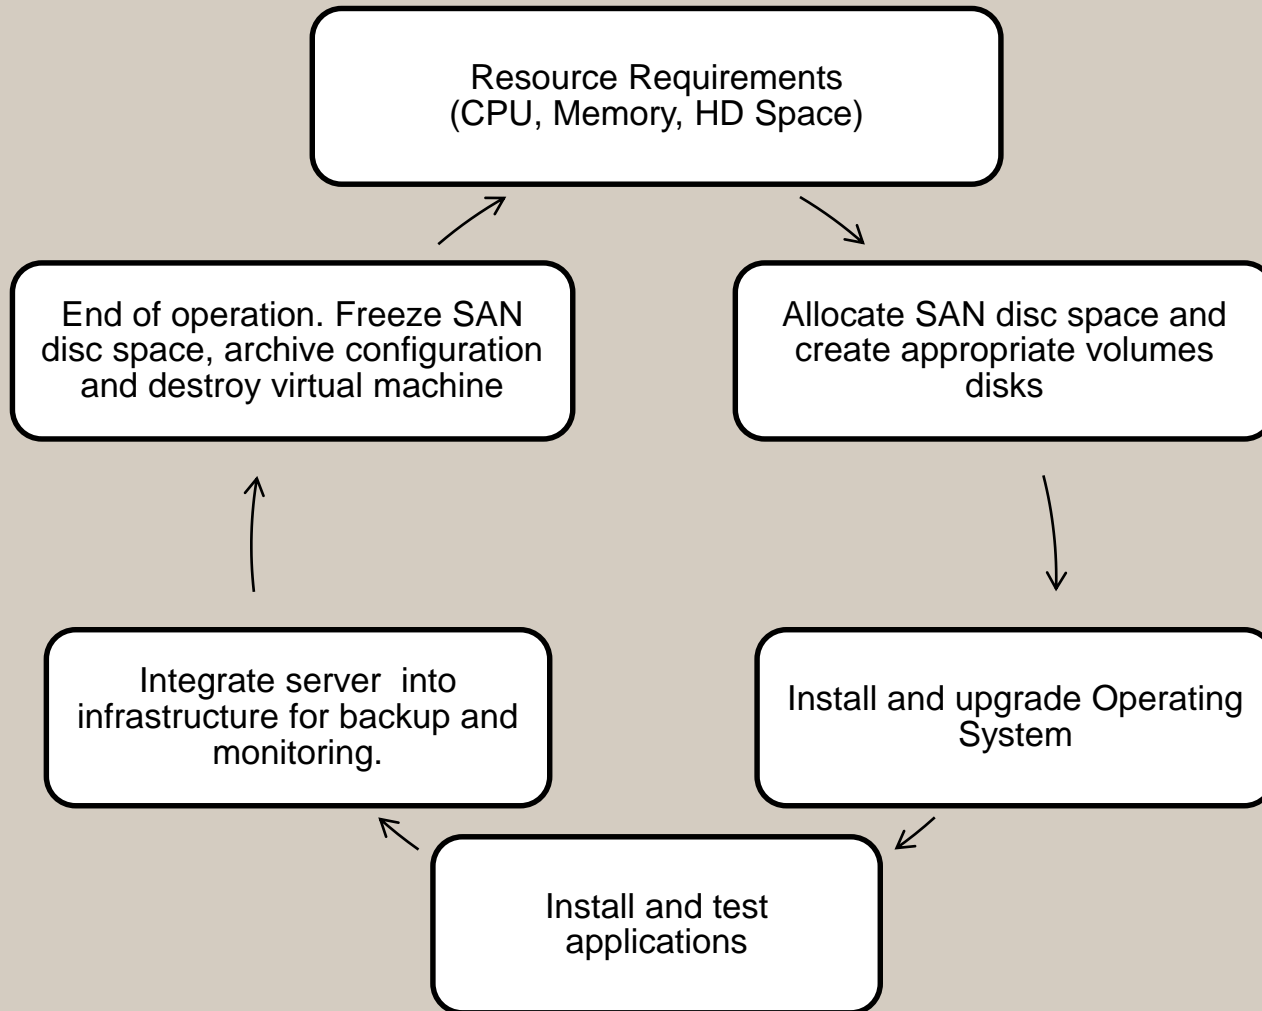 Resource Requirements
(CPU, Memory, HD Space)
Allocate SAN disc space and
create appropriate volumes
disks
Install and upgrade Operating
System
Install and test
applications
Integrate server  into
infrastructure for backup and
monitoring.
End of operation. Freeze SAN
disc space, archive configuration
and destroy virtual machine